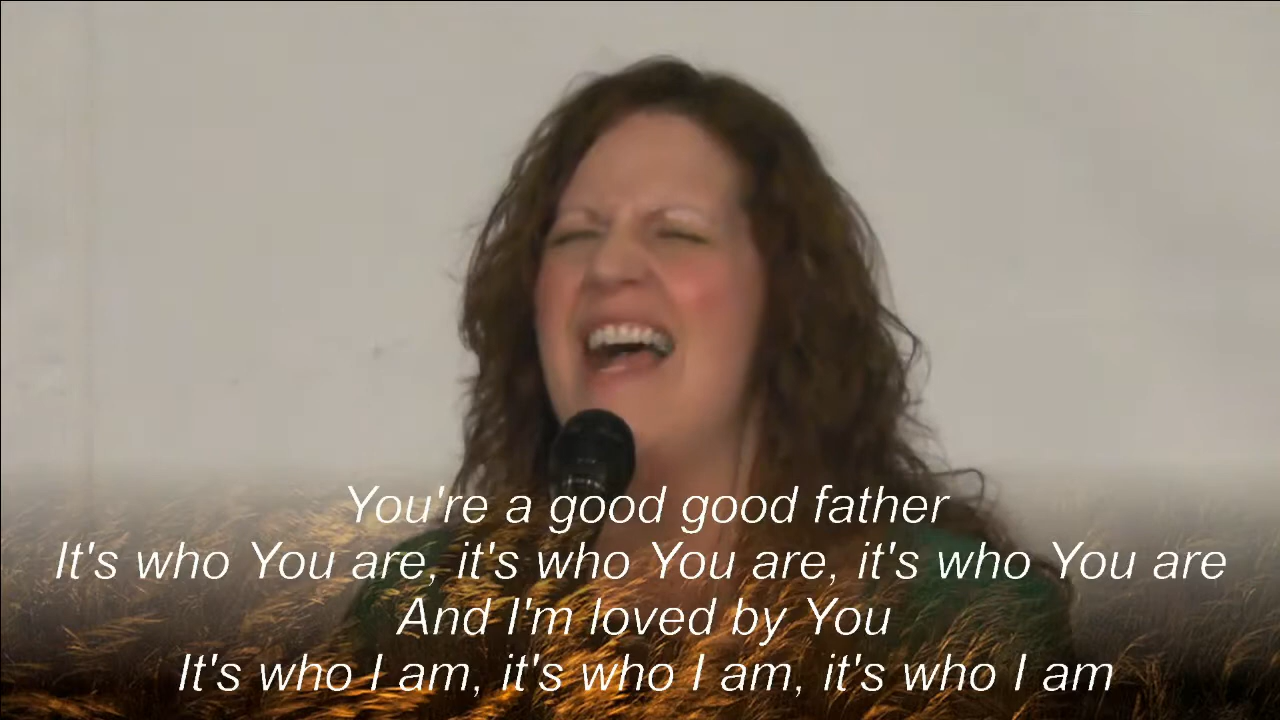 You're a good good father
It's who You are, it's who You are, it's who You are
And I'm loved by You
It's who I am, it's who I am, it's who I am